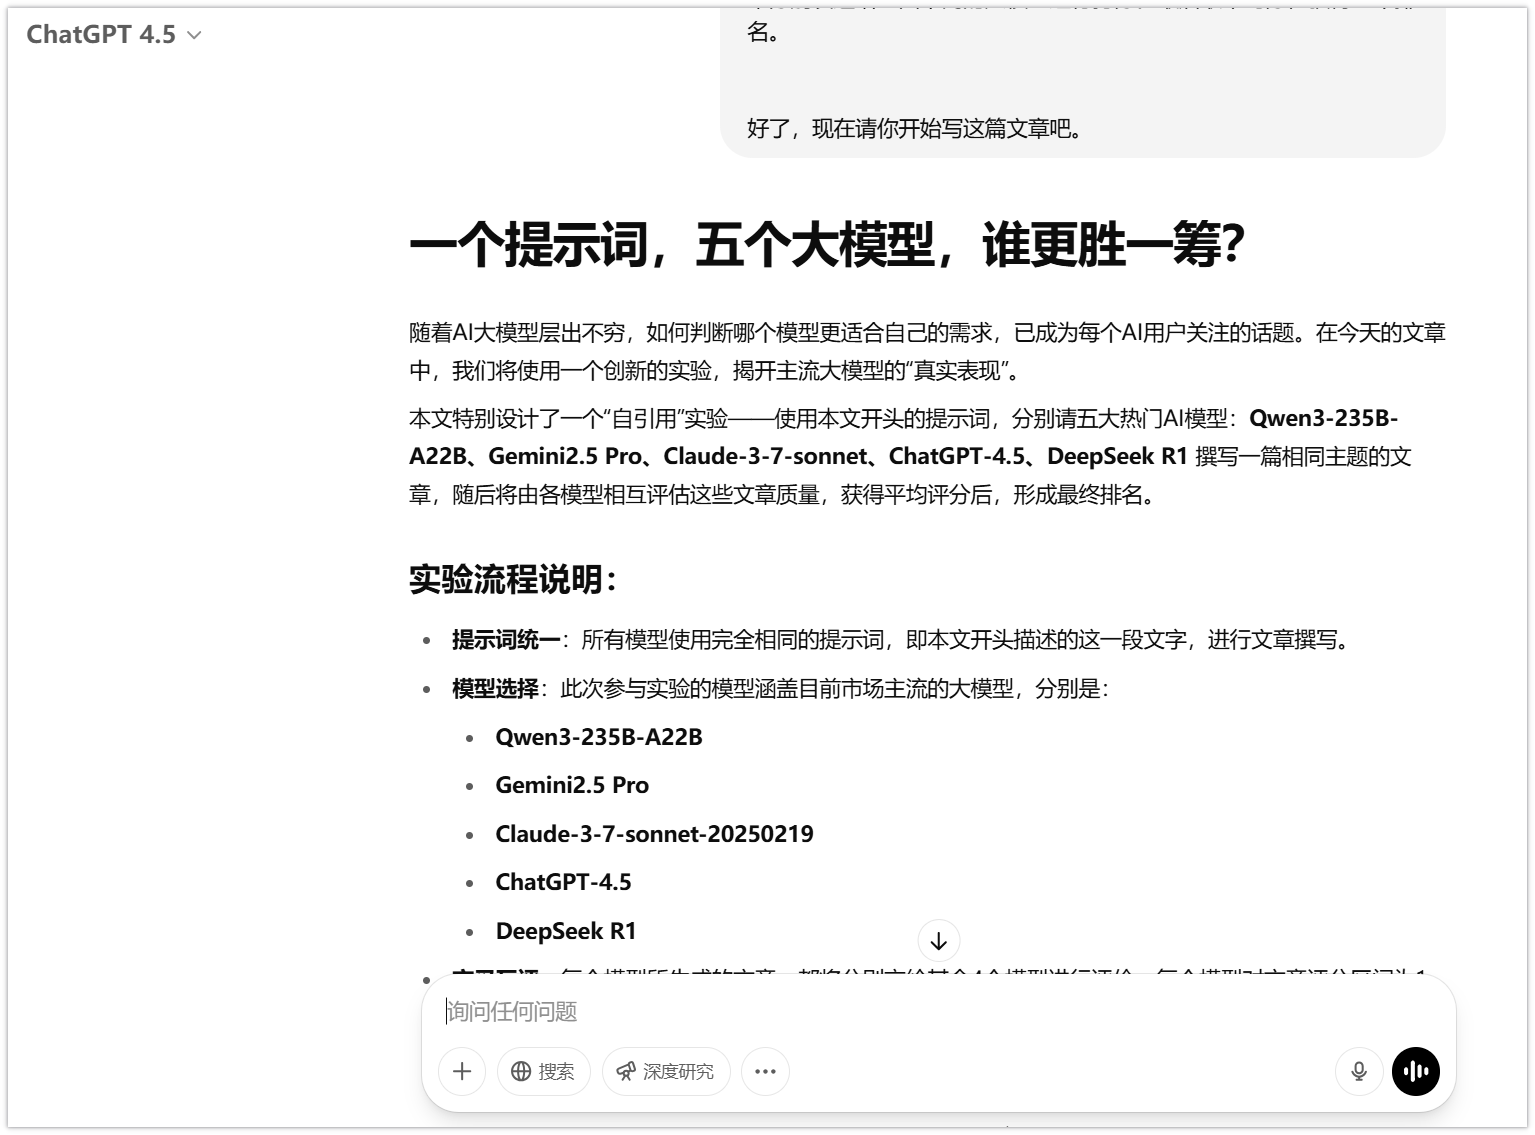 ChatGPT 4.5
名。
好了，现在请你开始写这篇文章吧。
一个提示词，五个大模型，谁更胜一筹？
随着AI大模型层出不穷，如何判断哪个模型更适合自己的需求，已成为每个AI用户关注的话题。在今天的文章
中，我们将使用一个创新的实验，揭开主流大模型的“真实表现”。
本文特别设计了一个“自引用”实验——使用本文开头的提示词，分别请五大热门AI模型：Qwen3-235B-
A22B、Gemini2.5 Pro、Claude-3-7-sonnet、ChatGPT-4.5、DeepSeek R1 撰写一篇相同主题的文
章，随后将由各模型相互评估这些文章质量，获得平均评分后，形成最终排名。
实验流程说明：
• 提示词统一：所有模型使用完全相同的提示词，即本文开头描述的这一段文字，进行文章撰写。
• 模型选择：此次参与实验的模型涵盖目前市场主流的大模型，分别是：
• Qwen3-235B-A22B
• Gemini2.5 Pro
• Claude-3-7-sonnet-20250219
• ChatGPT-4.5
• DeepSeek R1
询问任何问题
搜索
深度研究